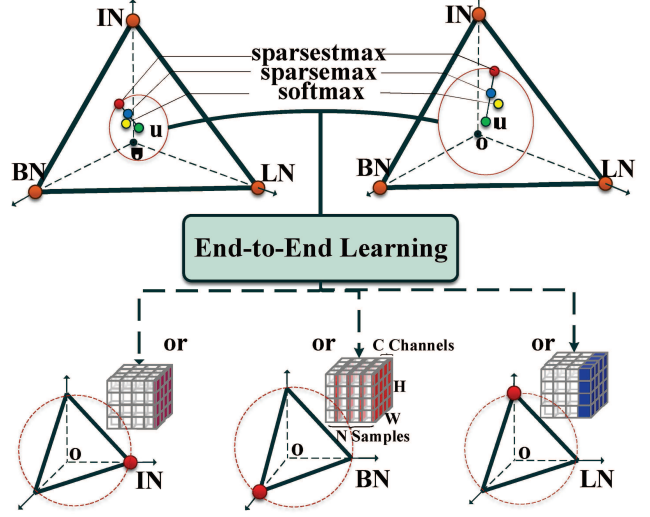 IN
IN
sparsestmax
sparsemax
softmax
u
u
o
o
BN
LN
BN
LN
End-to-End Learning
or
or
or
C Channels
H
W
N Samples
o
IN
o
BN
o
LN